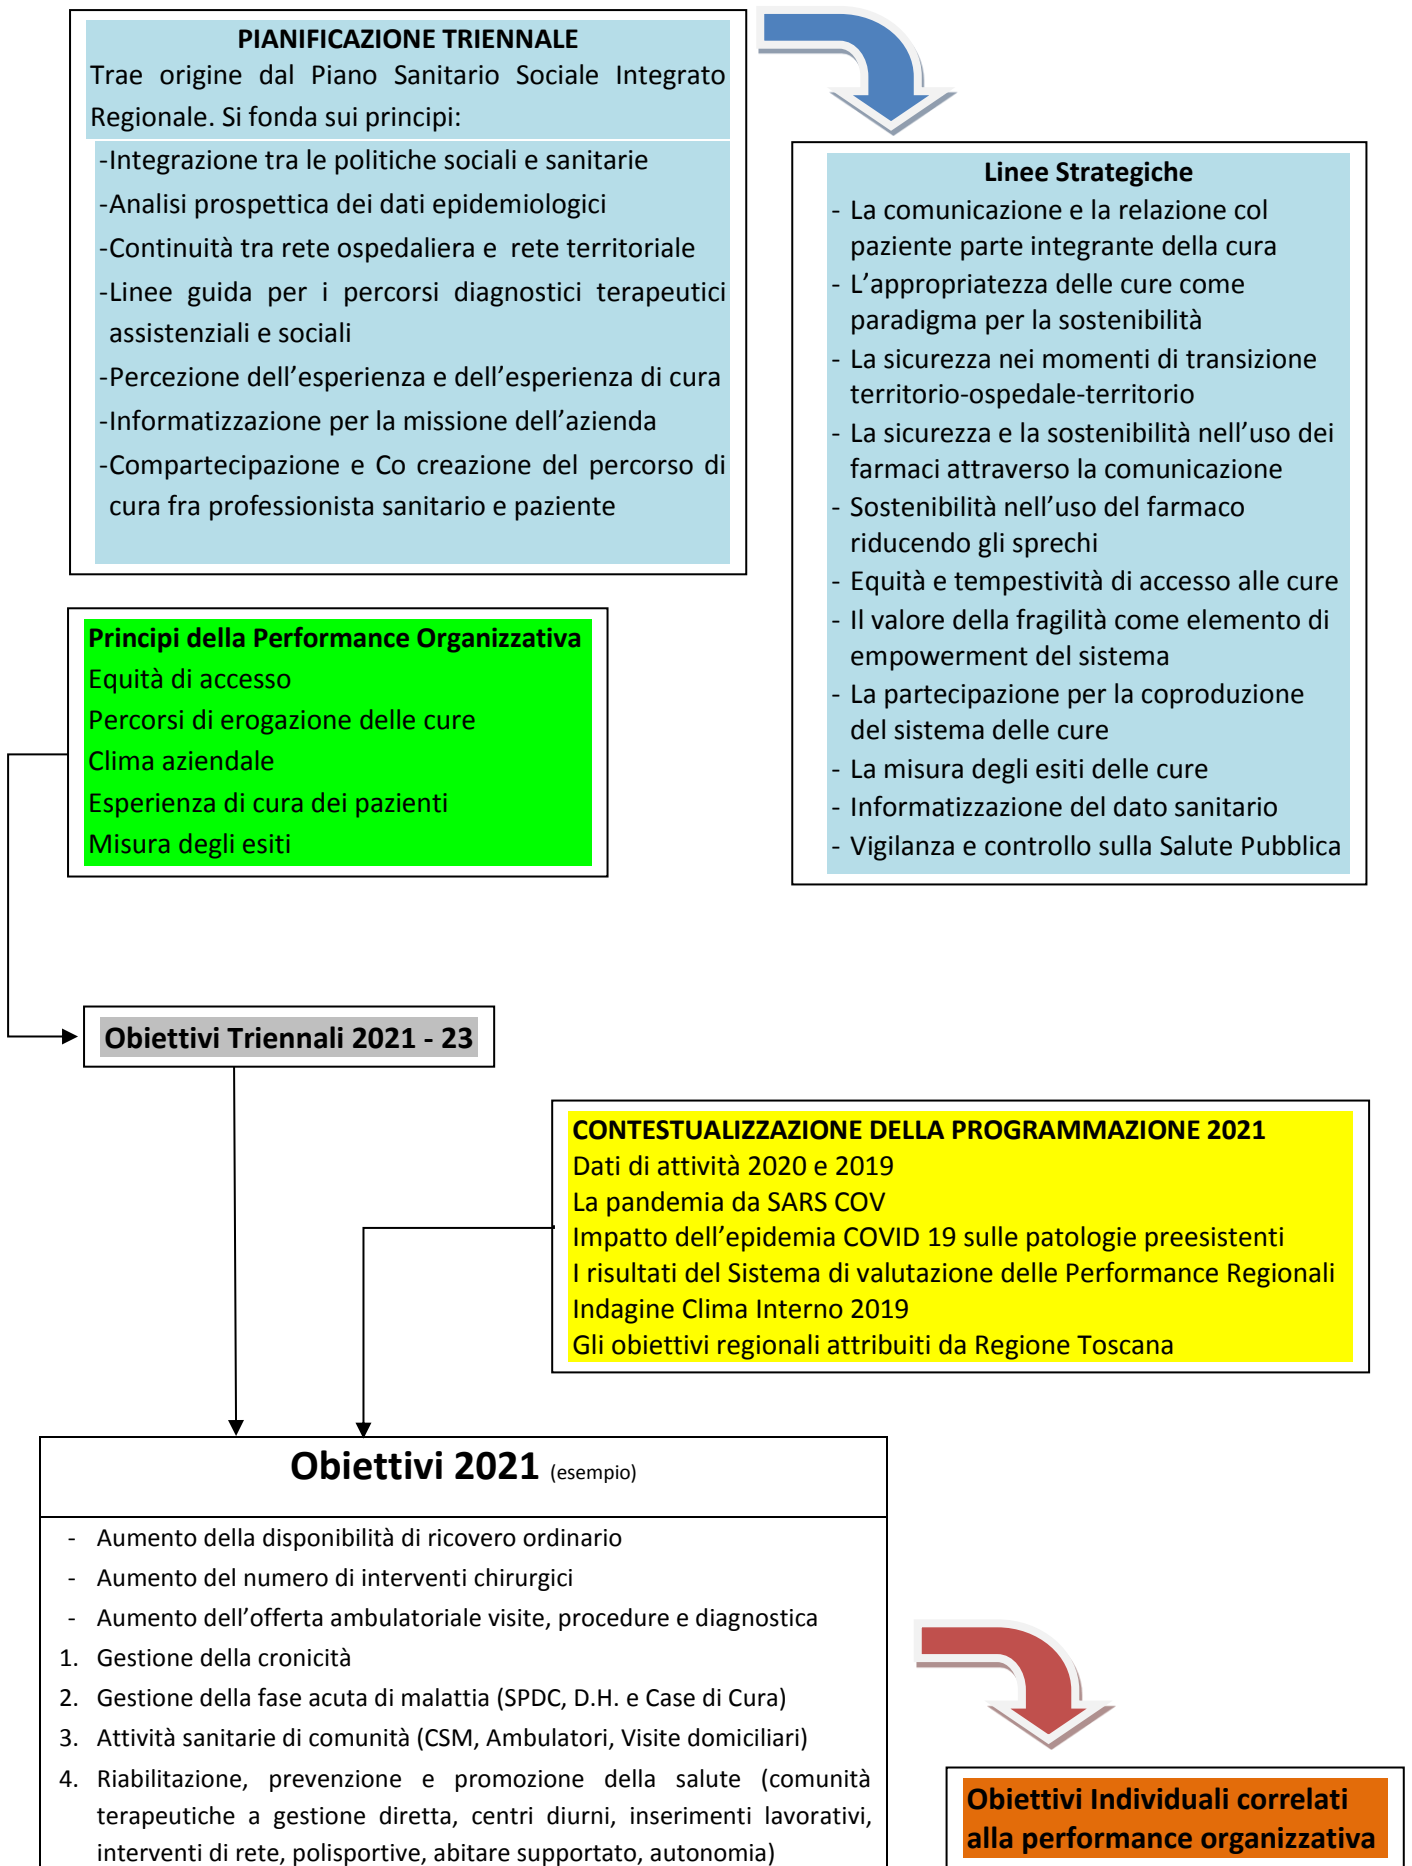 PIANIFICAZIONE TRIENNALE
Trae origine dal Piano Sanitario Sociale Integrato
Regionale. Si fonda sui principi:
-Integrazione tra le politiche sociali e sanitarie
-Analisi prospettica dei dati epidemiologici
-Continuità tra rete ospedaliera e rete territoriale
-Linee guida per i percorsi diagnostici terapeutici
assistenziali e sociali
-Percezione dell’esperienza e dell’esperienza di cura
-Informatizzazione per la missione dell’azienda
-Compartecipazione e Co creazione del percorso di
cura fra professionista sanitario e paziente
Linee Strategiche
- La comunicazione e la relazione col
paziente parte integrante della cura
- L’appropriatezza delle cure come
paradigma per la sostenibilità
- La sicurezza nei momenti di transizione
territorio-ospedale-territorio
- La sicurezza e la sostenibilità nell’uso dei
farmaci attraverso la comunicazione
- Sostenibilità nell’uso del farmaco
riducendo gli sprechi
- Equità e tempestività di accesso alle cure
- Il valore della fragilità come elemento di
empowerment del sistema
- La partecipazione per la coproduzione
del sistema delle cure
- La misura degli esiti delle cure
- Informatizzazione del dato sanitario
- Vigilanza e controllo sulla Salute Pubblica
Principi della Performance Organizzativa
Equità di accesso
Percorsi di erogazione delle cure
Clima aziendale
Esperienza di cura dei pazienti
Misura degli esiti
Obiettivi Triennali 2021 - 23
CONTESTUALIZZAZIONE DELLA PROGRAMMAZIONE 2021
Dati di attività 2020 e 2019
La pandemia da SARS COV
Impatto dell’epidemia COVID 19 sulle patologie preesistenti
I risultati del Sistema di valutazione delle Performance Regionali
Indagine Clima Interno 2019
Gli obiettivi regionali attribuiti da Regione Toscana
Obiettivi 2021 (esempio)
- Aumento della disponibilità di ricovero ordinario
- Aumento del numero di interventi chirurgici
- Aumento dell’offerta ambulatoriale visite, procedure e diagnostica
1. Gestione della cronicità
2. Gestione della fase acuta di malattia (SPDC, D.H. e Case di Cura)
3. Attività sanitarie di comunità (CSM, Ambulatori, Visite domiciliari)
4. Riabilitazione, prevenzione e promozione della salute (comunità
terapeutiche a gestione diretta, centri diurni, inserimenti lavorativi,
interventi di rete, polisportive, abitare supportato, autonomia)
Obiettivi Individuali correlati
alla performance organizzativa